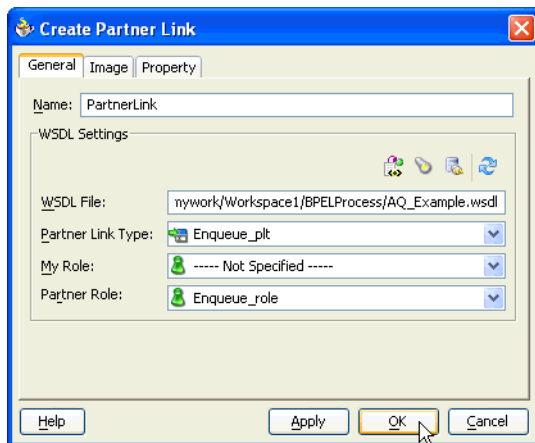 Create Partner Link
General Image Property
Name: PartnerLink
WSDL Settings
WSDL File: nywork/Workspace1/BPELProcess/AQ_Example.wsdl
Partner Link Type: Enqueue_plt
My Role: ----- Not Specified -----
Partner Role: Enqueue_role
Help Apply OK Cancel